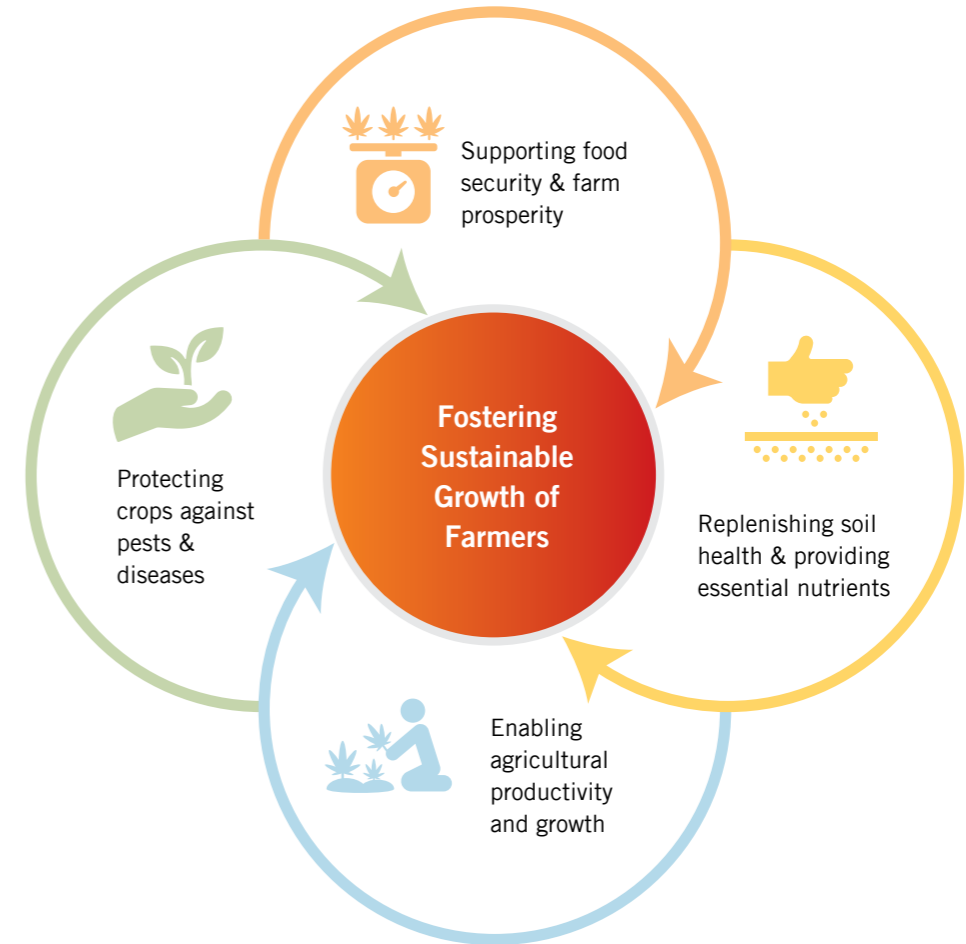 Supporting food
security & farm
prosperity
Protecting
crops against
pests &
diseases
Fostering
Sustainable
Growth of
Farmers
Replenishing soil
health & providing
essential nutrients
Enabling
agricultural
productivity
and growth